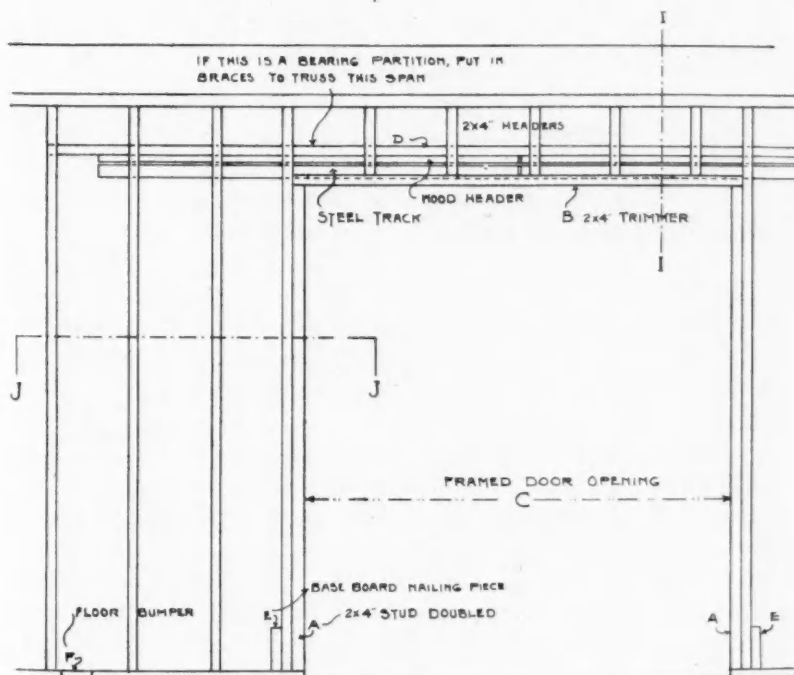 I
IF THIS IS A BEARING PARTITION, PUT IN
BRACES TO TRUSS THIS SPAN
2x4" HEADERS
D
WOOD HEADER
STEEL TRACK
B 2x4" TRIMMER
I
J
J
FRAMED DOOR OPENING
C
BASE BOARD NAILING PIECE
FLOOR BUMPER
E
A
2x4" STUD DOUBLED
A
E
F